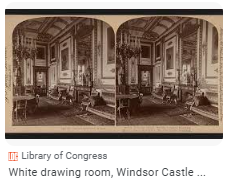 Library of Congress
White drawing room, Windsor Castle ...